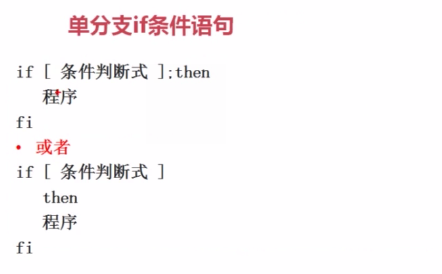 单分支if条件语句
if [ 条件判断式 ];then
程序
fi
• 或者
if [ 条件判断式 ]
then
程序
fi